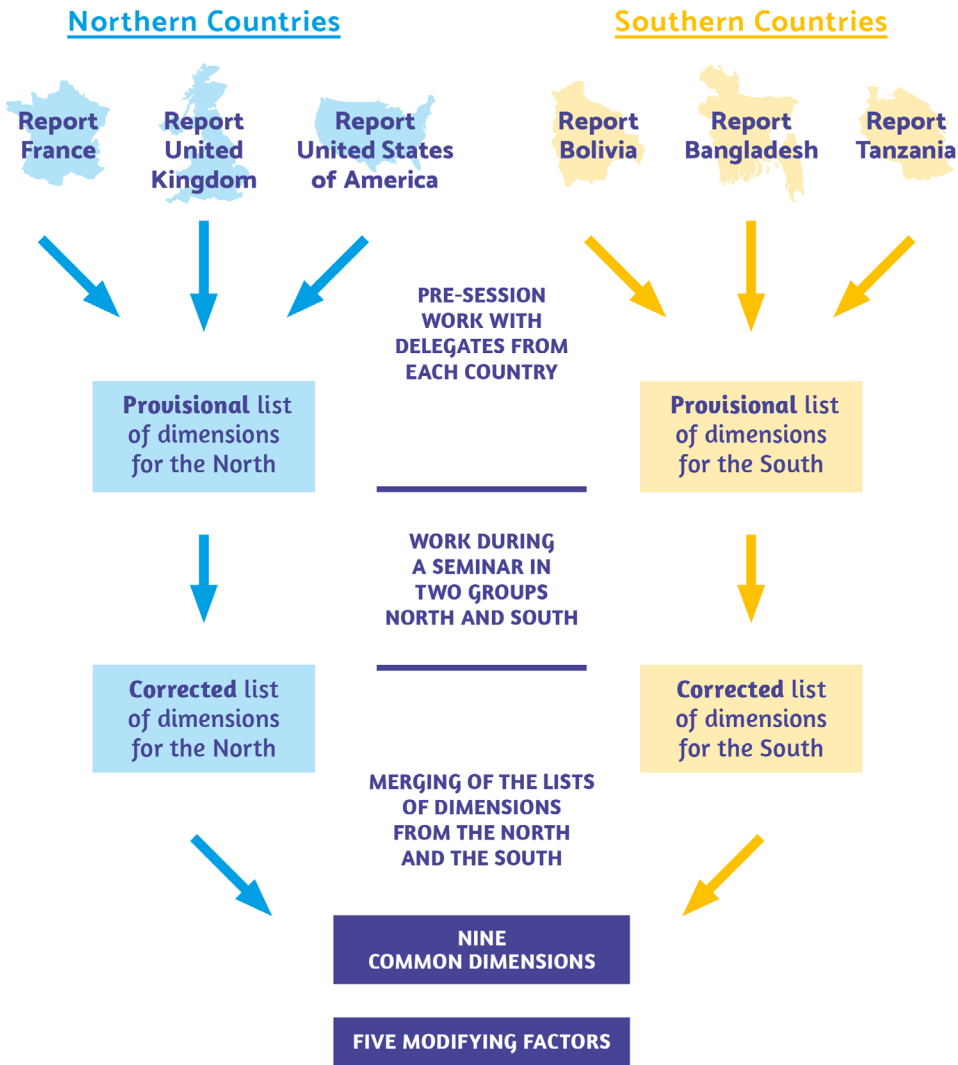 Northern Countries
Southern Countries
Report
France
Report
United
Kingdom
Report
United States
of America
Report
Bolivia
Report
Bangladesh
Report
Tanzania
PRE-SESSION
WORK WITH
DELEGATES FROM
EACH COUNTRY
Provisional list
of dimensions
for the North
Provisional list
of dimensions
for the South
WORK DURING
A SEMINAR IN
TWO GROUPS
NORTH AND SOUTH
Corrected list
of dimensions
for the North
Corrected list
of dimensions
for the South
MERGING OF THE LISTS
OF DIMENSIONS
FROM THE NORTH
AND THE SOUTH
NINE
COMMON DIMENSIONS
FIVE MODIFYING FACTORS